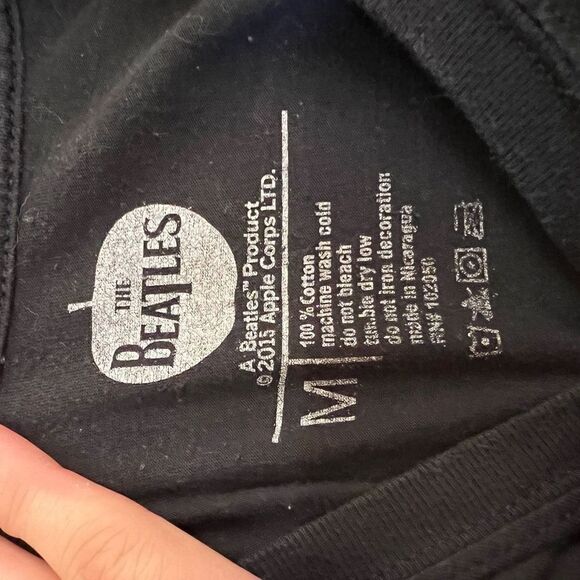 THE
BEATLES
A Beatles™ Product
©2015 Apple Corps LTD.
M
100 % Cotton
machine wash cold
do not bleach
tumble dry low
do not iron decoration
made in Nicaragua
RN# 102050